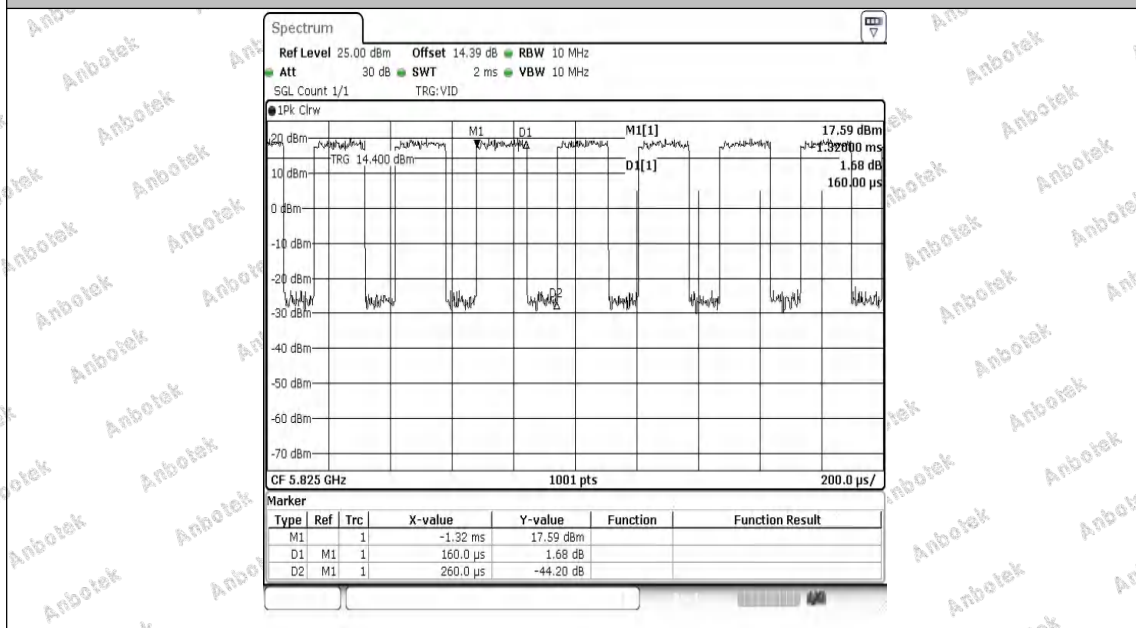 Spectrum
Ref Level 25.00 dBm Offset 14.39 dB RBW 10 MHz
Att 30 dB SWT 2 ms VBW 10 MHz
SGL Count 1/1 TRG:VID
1Pk Clrw
M1 D1 M1[1] 17.59 dBm
20 dBm
-1.32000 ms
TRG 14.400 dBm
D1[1] 1.68 dB
10 dBm
160.00 µs
0 dBm
-10 dBm
-20 dBm
D2
-30 dBm
-40 dBm
-50 dBm
-60 dBm
-70 dBm
CF 5.825 GHz 1001 pts 200.0 µs/
Marker
Type Ref Trc X-value Y-value Function Function Result
M1 1 -1.32 ms 17.59 dBm
D1 M1 1 160.0 µs 1.68 dB
D2 M1 1 260.0 µs -44.20 dB
Anbotek